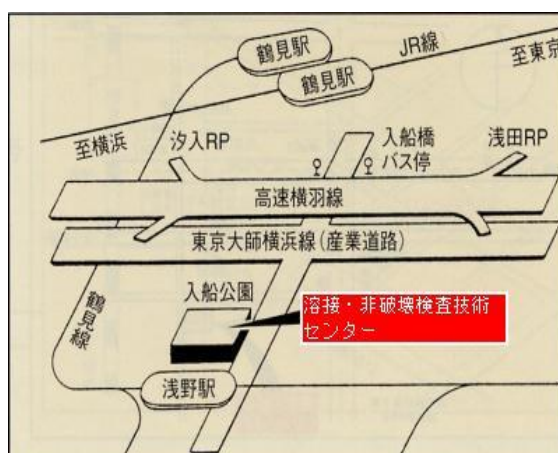 鶴見駅
JR線
至東京
鶴見駅
至横浜
汐入RP
入船橋
バス停
浅田RP
高速横羽線
東京大師横浜線(産業道路)
鶴見線
入船公園
溶接・非破壊検査技術
センター
浅野駅